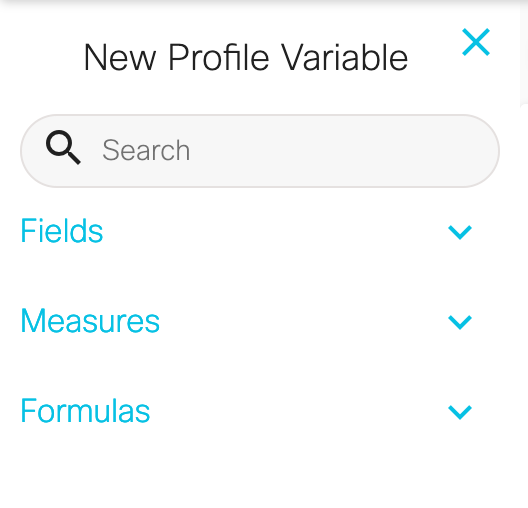 New Profile Variable
Search
Fields
Measures
Formulas